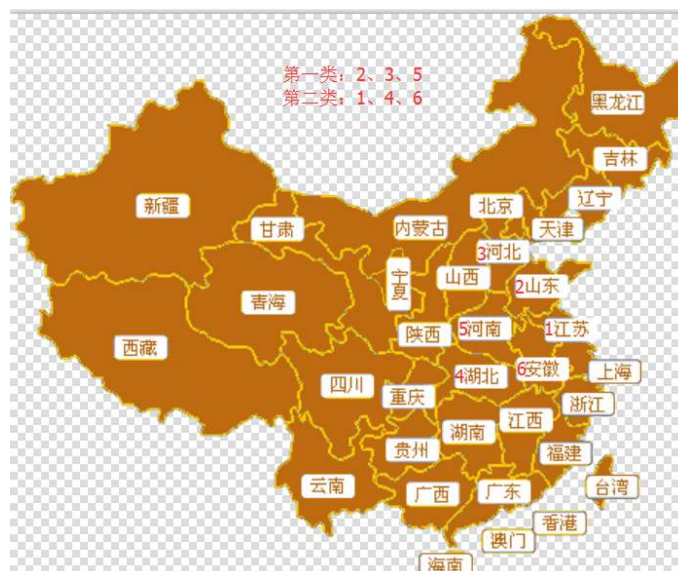 第一类：2、3、5
第二类：1、4、6
黑龙江
吉林
辽宁
新疆
北京
甘肃
内蒙古
天津
3河北
宁夏
山西
2山东
青海
陕西
5河南
1江苏
西藏
四川
4湖北
6安徽
上海
重庆
浙江
湖南
江西
贵州
福建
云南
广西
广东
台湾
香港
澳门
海南